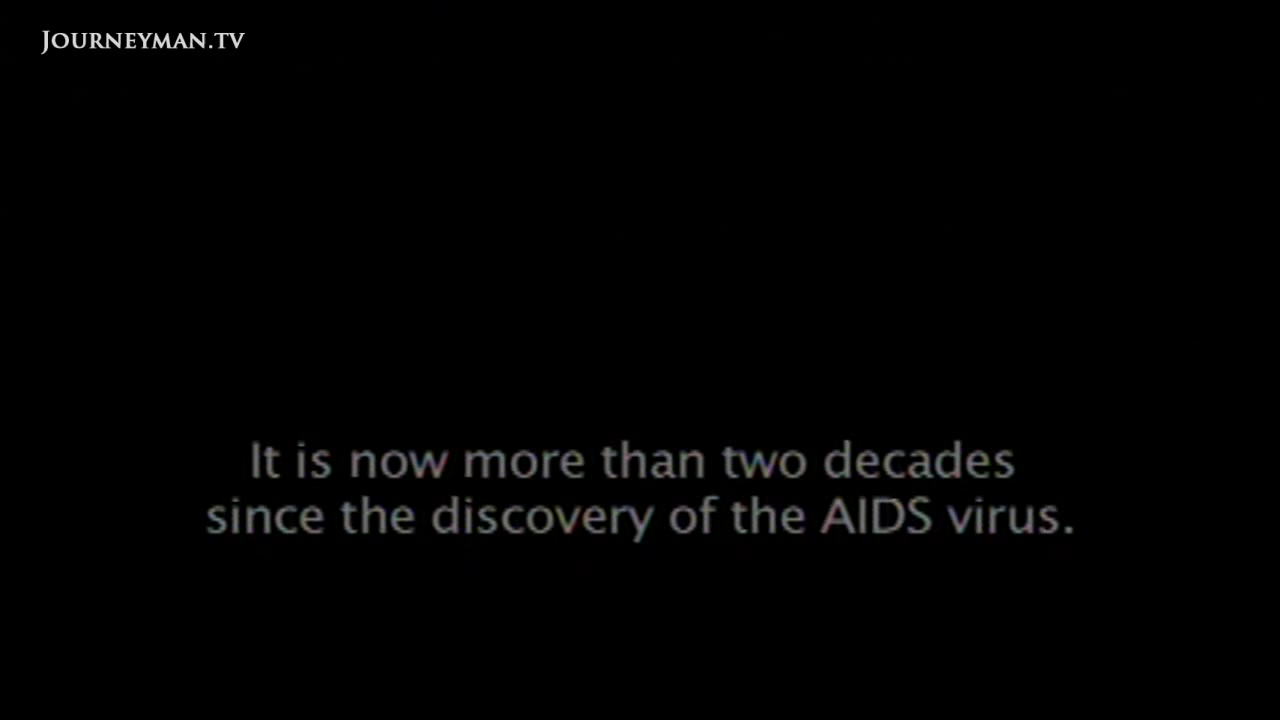 JOURNEYMAN.TV
It is now more than two decades
since the discovery of the AIDS virus.